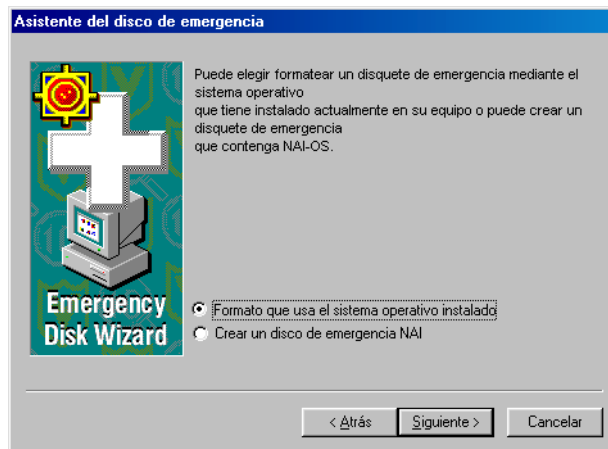 Asistente del disco de emergencia
Puede elegir formatear un disquete de emergencia mediante el
sistema operativo
que tiene instalado actualmente en su equipo o puede crear un
disquete de emergencia
que contenga NAI-OS.
Emergency
Disk Wizard
Formato que usa el sistema operativo instalado
Crear un disco de emergencia NAI
< Atrás
Siguiente >
Cancelar